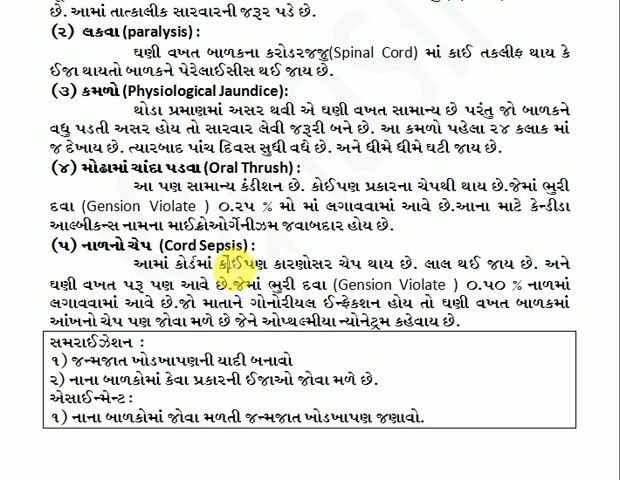 છે. આમાં તાત્કાલીક સારવારની જરૂર પડે છે.
(૨) લકવા (paralysis) :
ઘણી વખત બાળકના કરોડરજજુ(Spinal Cord) માં કાઈ તકલીફ થાય કે
ઈજા થાયતો બાળકને પેરેલાઈસીસ થઈ જાય છે.
(૩) કમળો (Physiological Jaundice):
થોડા પ્રમાણમાં અસર થવી એ ઘણી વખત સામાન્ય છે પરંતુ જો બાળકને
વધુ પડતી અસર હોય તો સારવાર લેવી જરૂરી બને છે. આ કમળો પહેલા ૨૪ કલાક માં
જ દેખાય છે. ત્યારબાદ પાંચ દિવસ સુધી વધે છે. અને ધીમે ધીમે ઘટી જાય છે.
(૪) મોઢામાં ચાંદા પડવા (Oral Thrush) :
આ પણ સામાન્ય કંડીશન છે. કોઈપણ પ્રકારના ચેપથી થાય છે.જેમાં ભુરી
દવા (Gension Violate ) ૦.૨૫ % મો માં લગાવવામાં આવે છે.આના માટે કેન્ડીડા
આલ્બીકન્સ નામના માઈક્રોઓર્ગેનીઝમ જવાબદાર હોય છે.
(૫) નાળનો ચેપ (Cord Sepsis) :
આમાં કોર્ડમાં કોઈપણ કારણોસર ચેપ થાય છે. લાલ થઈ જાય છે. અને
ઘણી વખત પરૂ પણ આવે છે.જેમાં ભુરી દવા (Gension Violate ) ૦.૫૦ % નાળમાં
લગાવવામાં આવે છે.જો માતાને ગોનોરીયલ ઈન્ફેકશન હોય તો ઘણી વખત બાળકમાં
આંખનો ચેપ પણ જોવા મળે છે જેને ઓપ્થલ્મીયા ન્યોનેટ્રમ કહેવાય છે.
સમરાઈઝેશન :
૧) જન્મજાત ખોડખાપણની યાદી બનાવો
૨) નાના બાળકોમાં કેવા પ્રકારની ઈજાઓ જોવા મળે છે.
એસાઈન્મેન્ટ :
૧) નાના બાળકોમાં જોવા મળતી જન્મજાત ખોડખાપણ જણાવો.